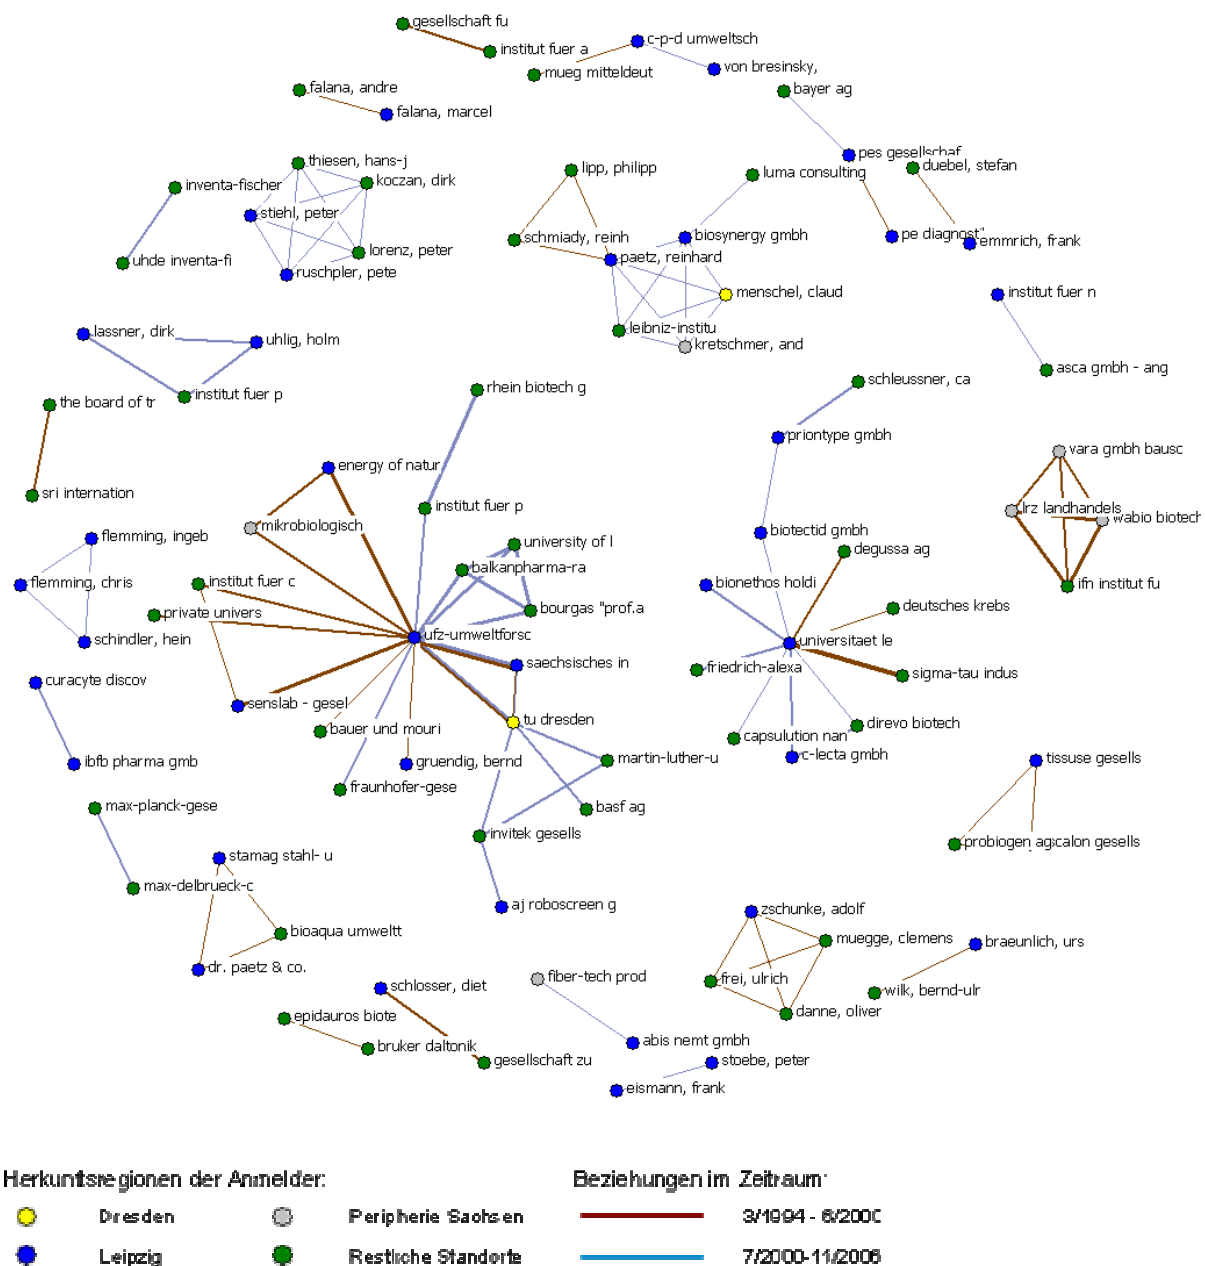 gesellschaft fu
institut fuer a
c-p-d umweltsch
mueg mitteldeut
von bresinsky,
falana, andre
bayer ag
falana, marcel
pes gesellschaf
thiesen, hans-j
duebel, stefan
lipp, philipp
luma consulting
inventa-fischer
koczan, dirk
stiehl, peter
schmiady, reinh
biosynergy gmbh
pe diagnost
emmrich, frank
lorenz, peter
paetz, reinhard
uhde inventa-fi
ruschpler, pete
menschel, claud
institut fuer n
lassner, dirk
uhlig, holm
leibniz-institu
kretschmer, and
asca gmbh - ang
schleussner, ca
rhein biotech g
institut fuer p
the board of tr
priontype gmbh
vara gmbh bausc
energy of natur
sri internation
institut fuer p
lrz landhandels
wabio biotech
mikrobiologisch
flemming, ingeb
biotectid gmbh
university of l
degussa ag
balkanpharma-ra
flemming, chris
institut fuer c
bionethos holdi
ifn institut fu
private univers
bourgas "prof.a
deutsches krebs
schindler, hein
ufz-umweltforsc
universitaet le
saechsisches in
friedrich-alexa
sigma-tau indus
curacyte discov
senslab - gesel
tu dresden
direvo biotech
bauer und mouri
capsulution nan
ibfb pharma gmb
gruendig, bernd
martin-luther-u
c-lecta gmbh
tissuse gesells
fraunhofer-gese
max-planck-gese
basf ag
invitek gesells
probiogen ag
scalon gesells
stamag stahl- u
max-delbrueck-c
aj roboscreen g
zschunke, adolf
bioaqua umweltt
muegge, clemens
braeunlich, urs
dr. paetz & co.
fiber-tech prod
frei, ulrich
schlosser, diet
wilk, bernd-ulr
epidauros biote
danne, oliver
bruker daltonik
abis nemt gmbh
gesellschaft zu
stoebe, peter
eismann, frank
Herkunftsregionen der Anmelder:
Beziehungen im Zeitraum:
Dresden
Peripherie Sachsen
3/1994 - 6/2000
Leipzig
Restliche Standorte
7/2000-11/2006